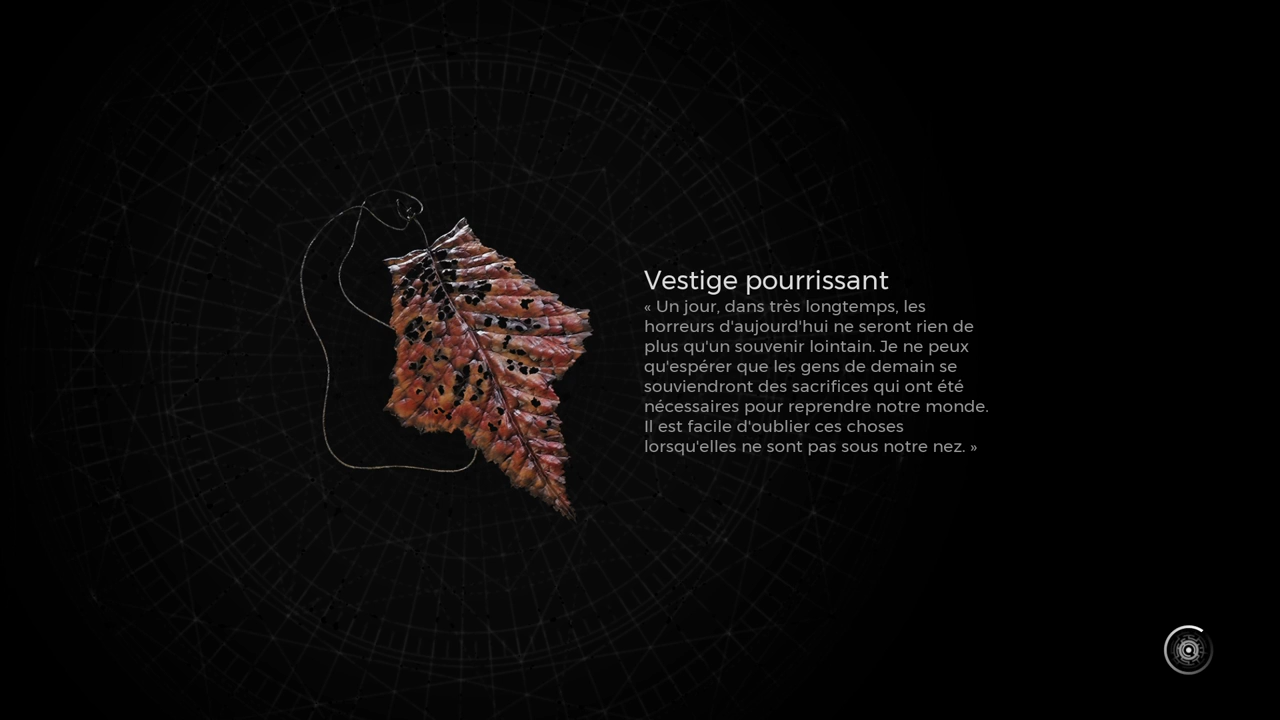 Vestige pourrissant
« Un jour, dans très longtemps, les
horreurs d'aujourd'hui ne seront rien de
plus qu'un souvenir lointain. Je ne peux
qu'espérer que les gens de demain se
souviendront des sacrifices qui ont été
nécessaires pour reprendre notre monde.
Il est facile d'oublier ces choses
lorsqu'elles ne sont pas sous notre nez. »